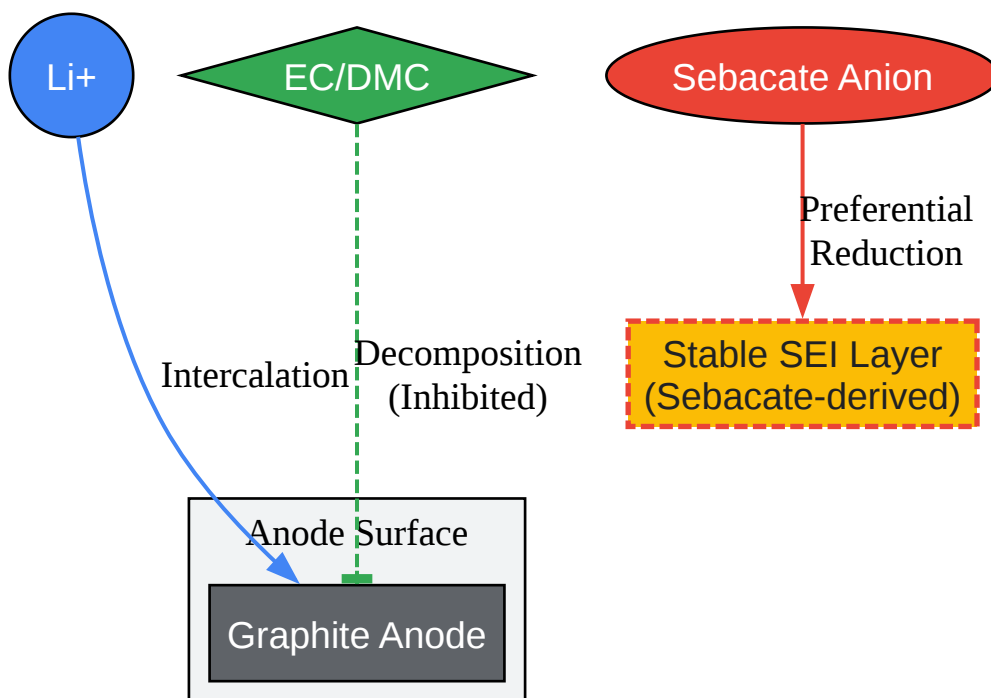 Li+
EC/DMC
Sebacate Anion
Preferential
Reduction
Intercalation
Decomposition
(Inhibited)
Stable SEI Layer
(Sebacate-derived)
Anode Surface
Graphite Anode